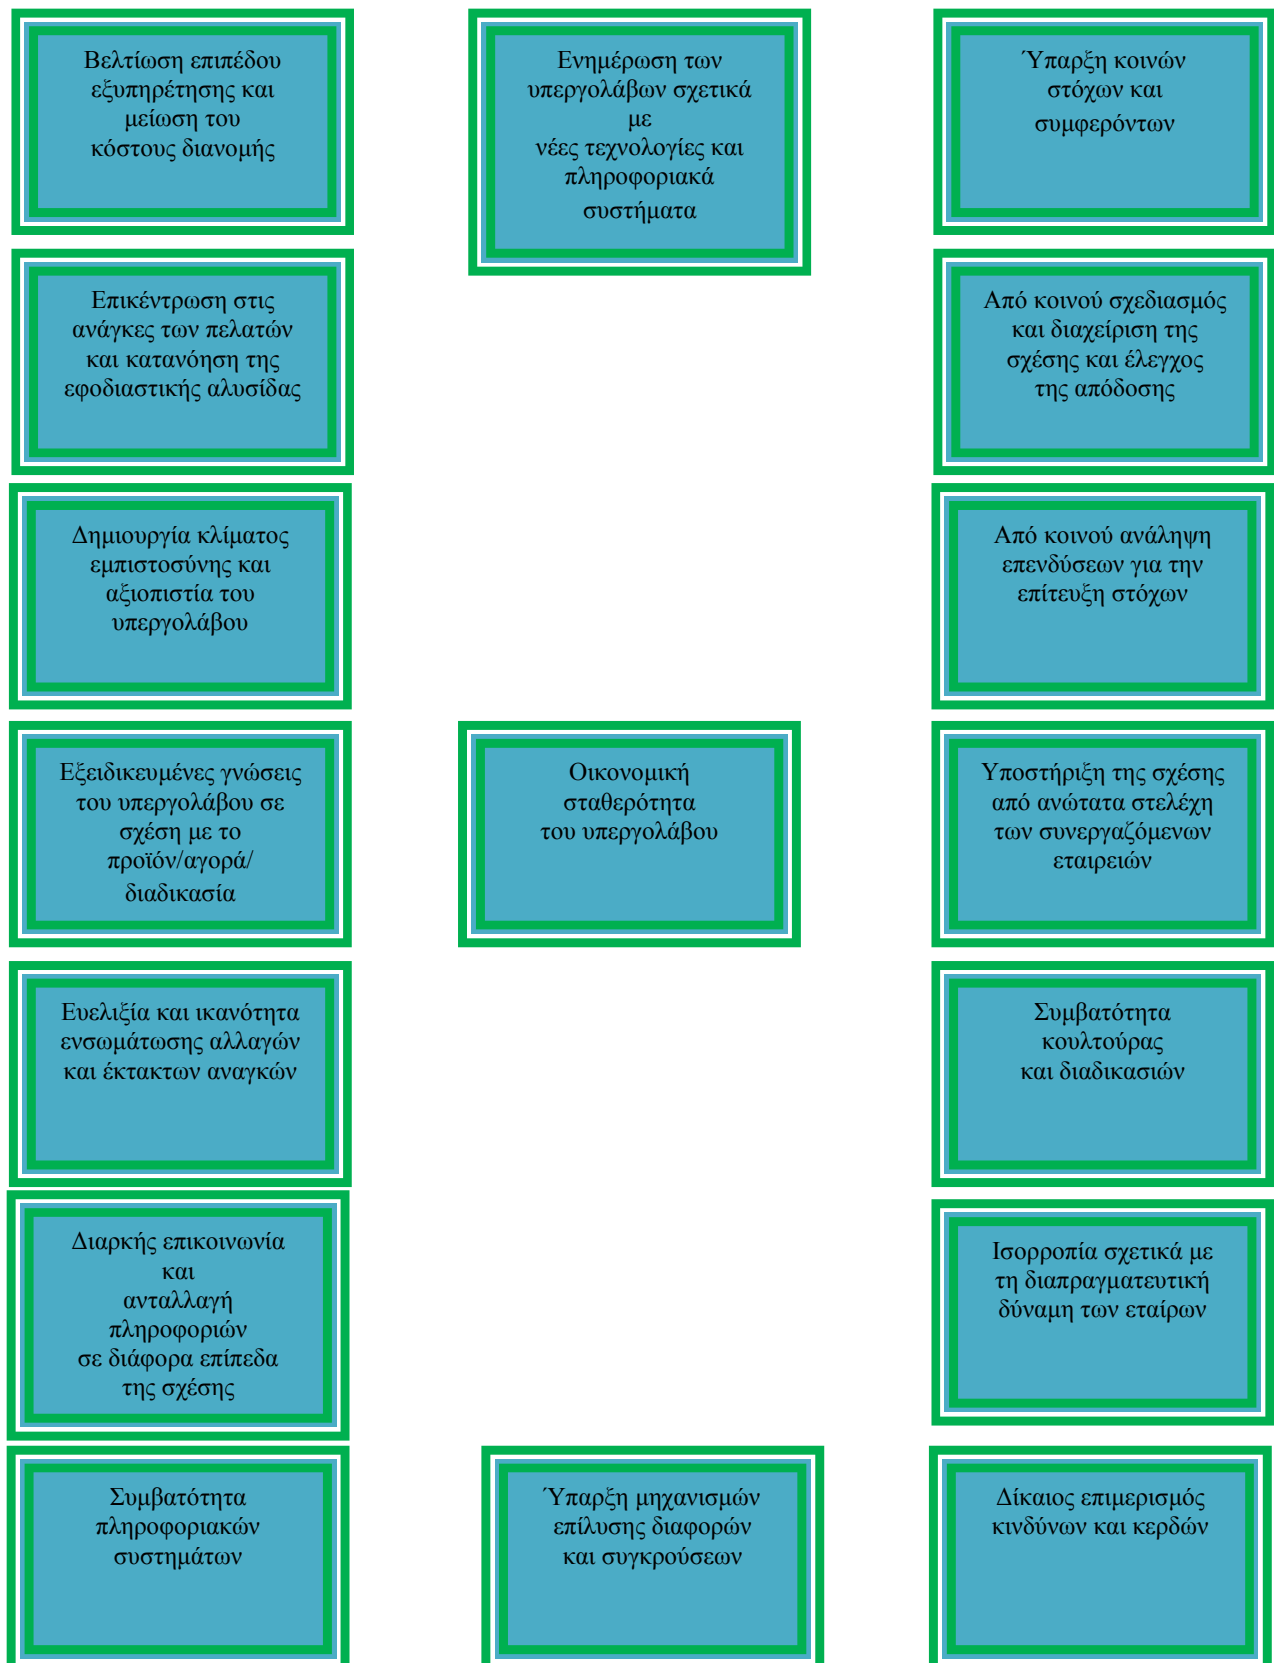 Βελτίωση επιπέδου
εξυπηρέτησης και
μείωση του
κόστους διανομής
Ενημέρωση των
υπεργολάβων σχετικά
με
νέες τεχνολογίες και
πληροφοριακά
συστήματα
Ύπαρξη κοινών
στόχων και
συμφερόντων
Επικέντρωση στις
ανάγκες των πελατών
και κατανόηση της
εφοδιαστικής αλυσίδας
Από κοινού σχεδιασμός
και διαχείριση της
σχέσης και έλεγχος
της απόδοσης
Δημιουργία κλίματος
εμπιστοσύνης και
αξιοπιστία του
υπεργολάβου
Από κοινού ανάληψη
επενδύσεων για την
επίτευξη στόχων
Εξειδικευμένες γνώσεις
του υπεργολάβου σε
σχέση με το
προϊόν/αγορά/
διαδικασία
Οικονομική
σταθερότητα
του υπεργολάβου
Υποστήριξη της σχέσης
από ανώτατα στελέχη
των συνεργαζόμενων
εταιρειών
Ευελιξία και ικανότητα
ενσωμάτωσης αλλαγών
και έκτακτων αναγκών
Συμβατότητα
κουλτούρας
και διαδικασιών
Διαρκής επικοινωνία
και
ανταλλαγή
πληροφοριών
σε διάφορα επίπεδα
της σχέσης
Ισορροπία σχετικά με
τη διαπραγματευτική
δύναμη των εταίρων
Συμβατότητα
πληροφοριακών
συστημάτων
Ύπαρξη μηχανισμών
επίλυσης διαφορών
και συγκρούσεων
Δίκαιος επιμερισμός
κινδύνων και κερδών